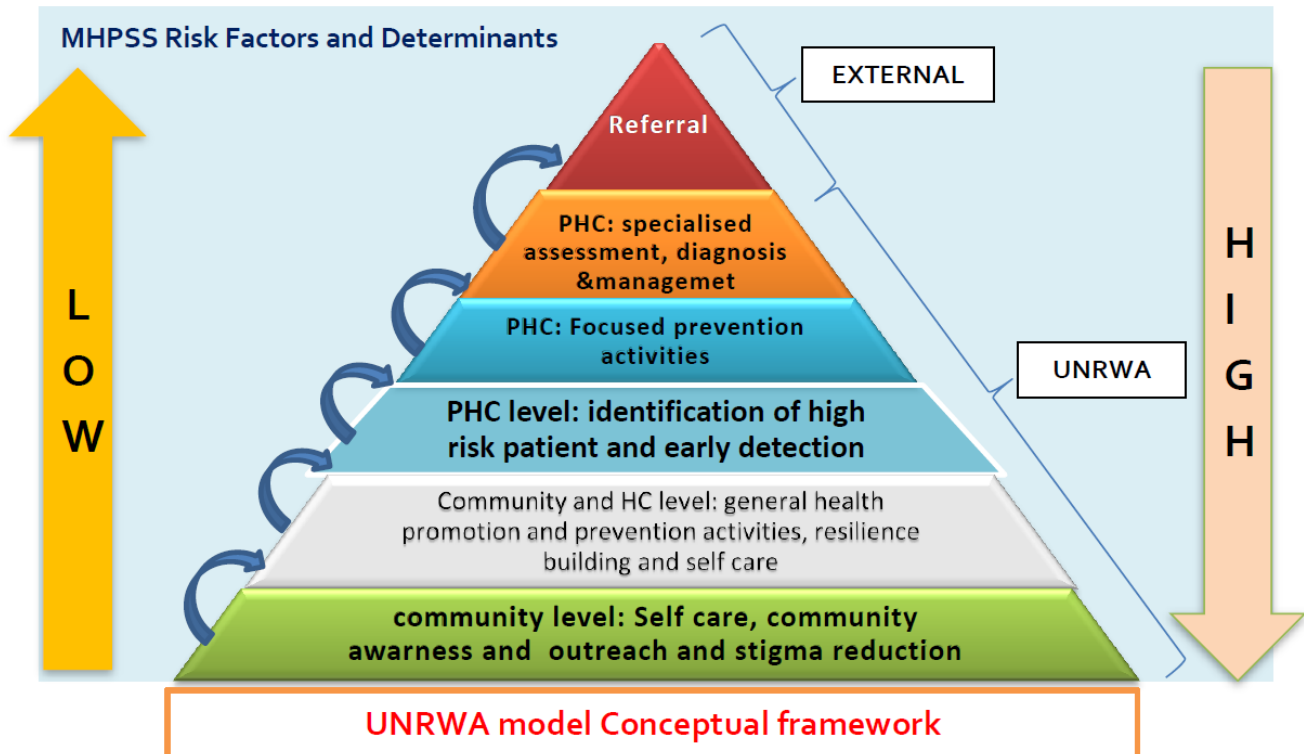 MHPSS Risk Factors and Determinants
EXTERNAL
Referral
PHC: specialised
assessment, diagnosis
&managemet
PHC: Focused prevention
activities
UNRWA
PHC level: identification of high
risk patient and early detection
Community and HC level: general health
promotion and prevention activities, resilience
building and self care
community level: Self care, community
awarness and outreach and stigma reduction
L
O
W
H
I
G
H
UNRWA model Conceptual framework